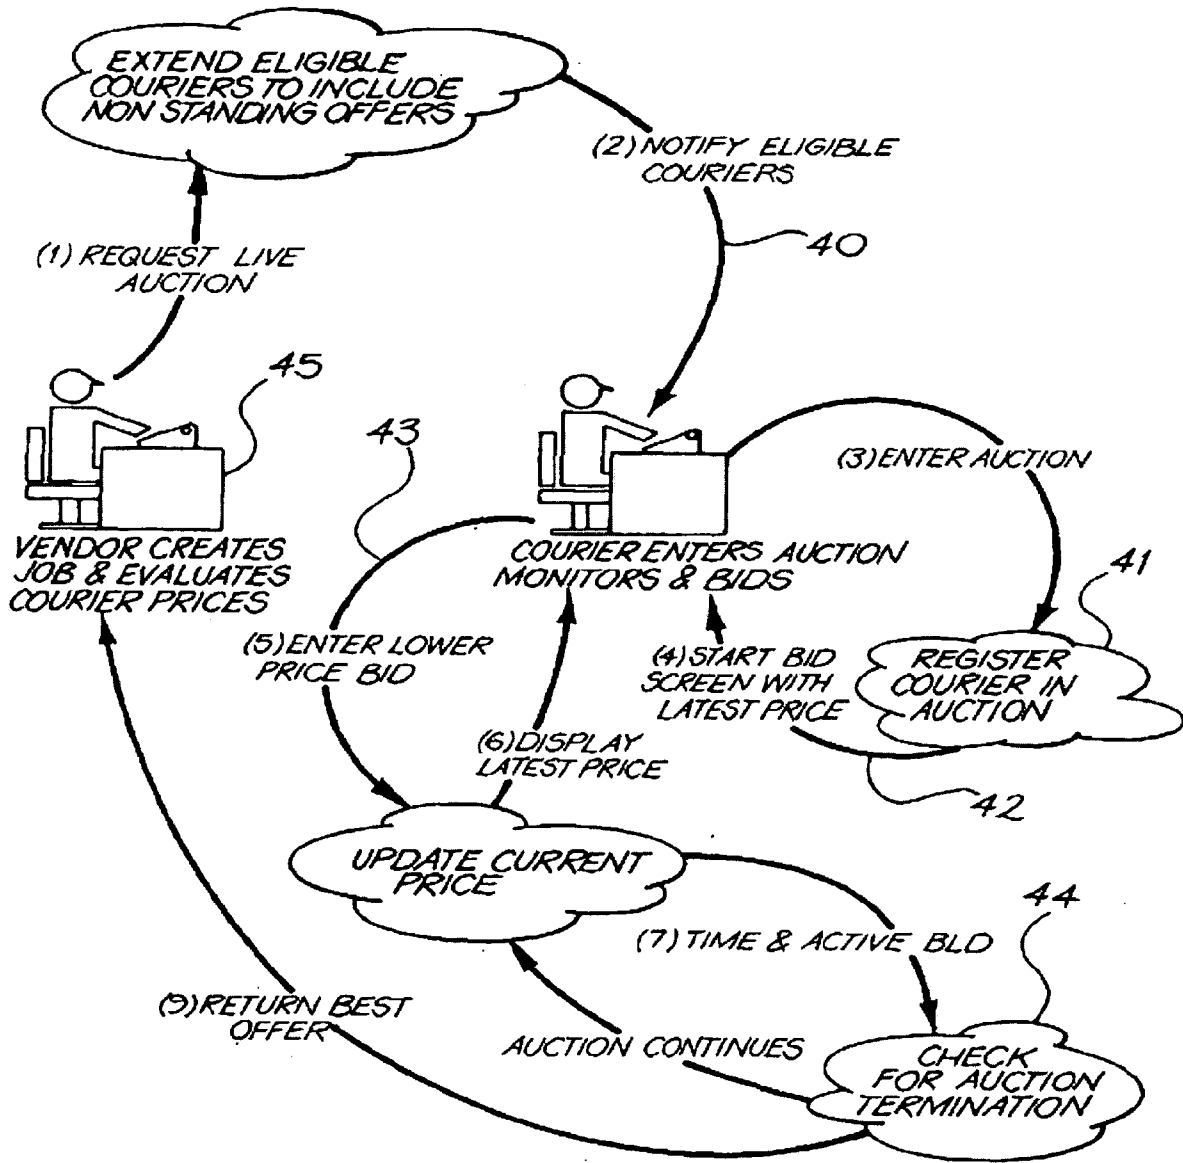 EXTEND ELIGIBLE
COURIERS TO INCLUDE
NON STANDING OFFERS
(2) NOTIFY ELIGIBLE
COURIERS
40
(1) REQUEST LIVE
AUCTION
45
43
(3) ENTER AUCTION
VENDOR CREATES
JOB & EVALUATES
COURIER PRICES
COURIER ENTERS AUCTION
MONITORS & BIDS
41
(5) ENTER LOWER
PRICE BID
(4) START BID
SCREEN WITH
LATEST PRICE
REGISTER
COURIER IN
AUCTION
(6) DISPLAY
LATEST PRICE
42
UPDATE CURRENT
PRICE
44
(7) TIME & ACTIVE BLD
(9) RETURN BEST
OFFER
AUCTION CONTINUES
CHECK
FOR AUCTION
TERMINATION